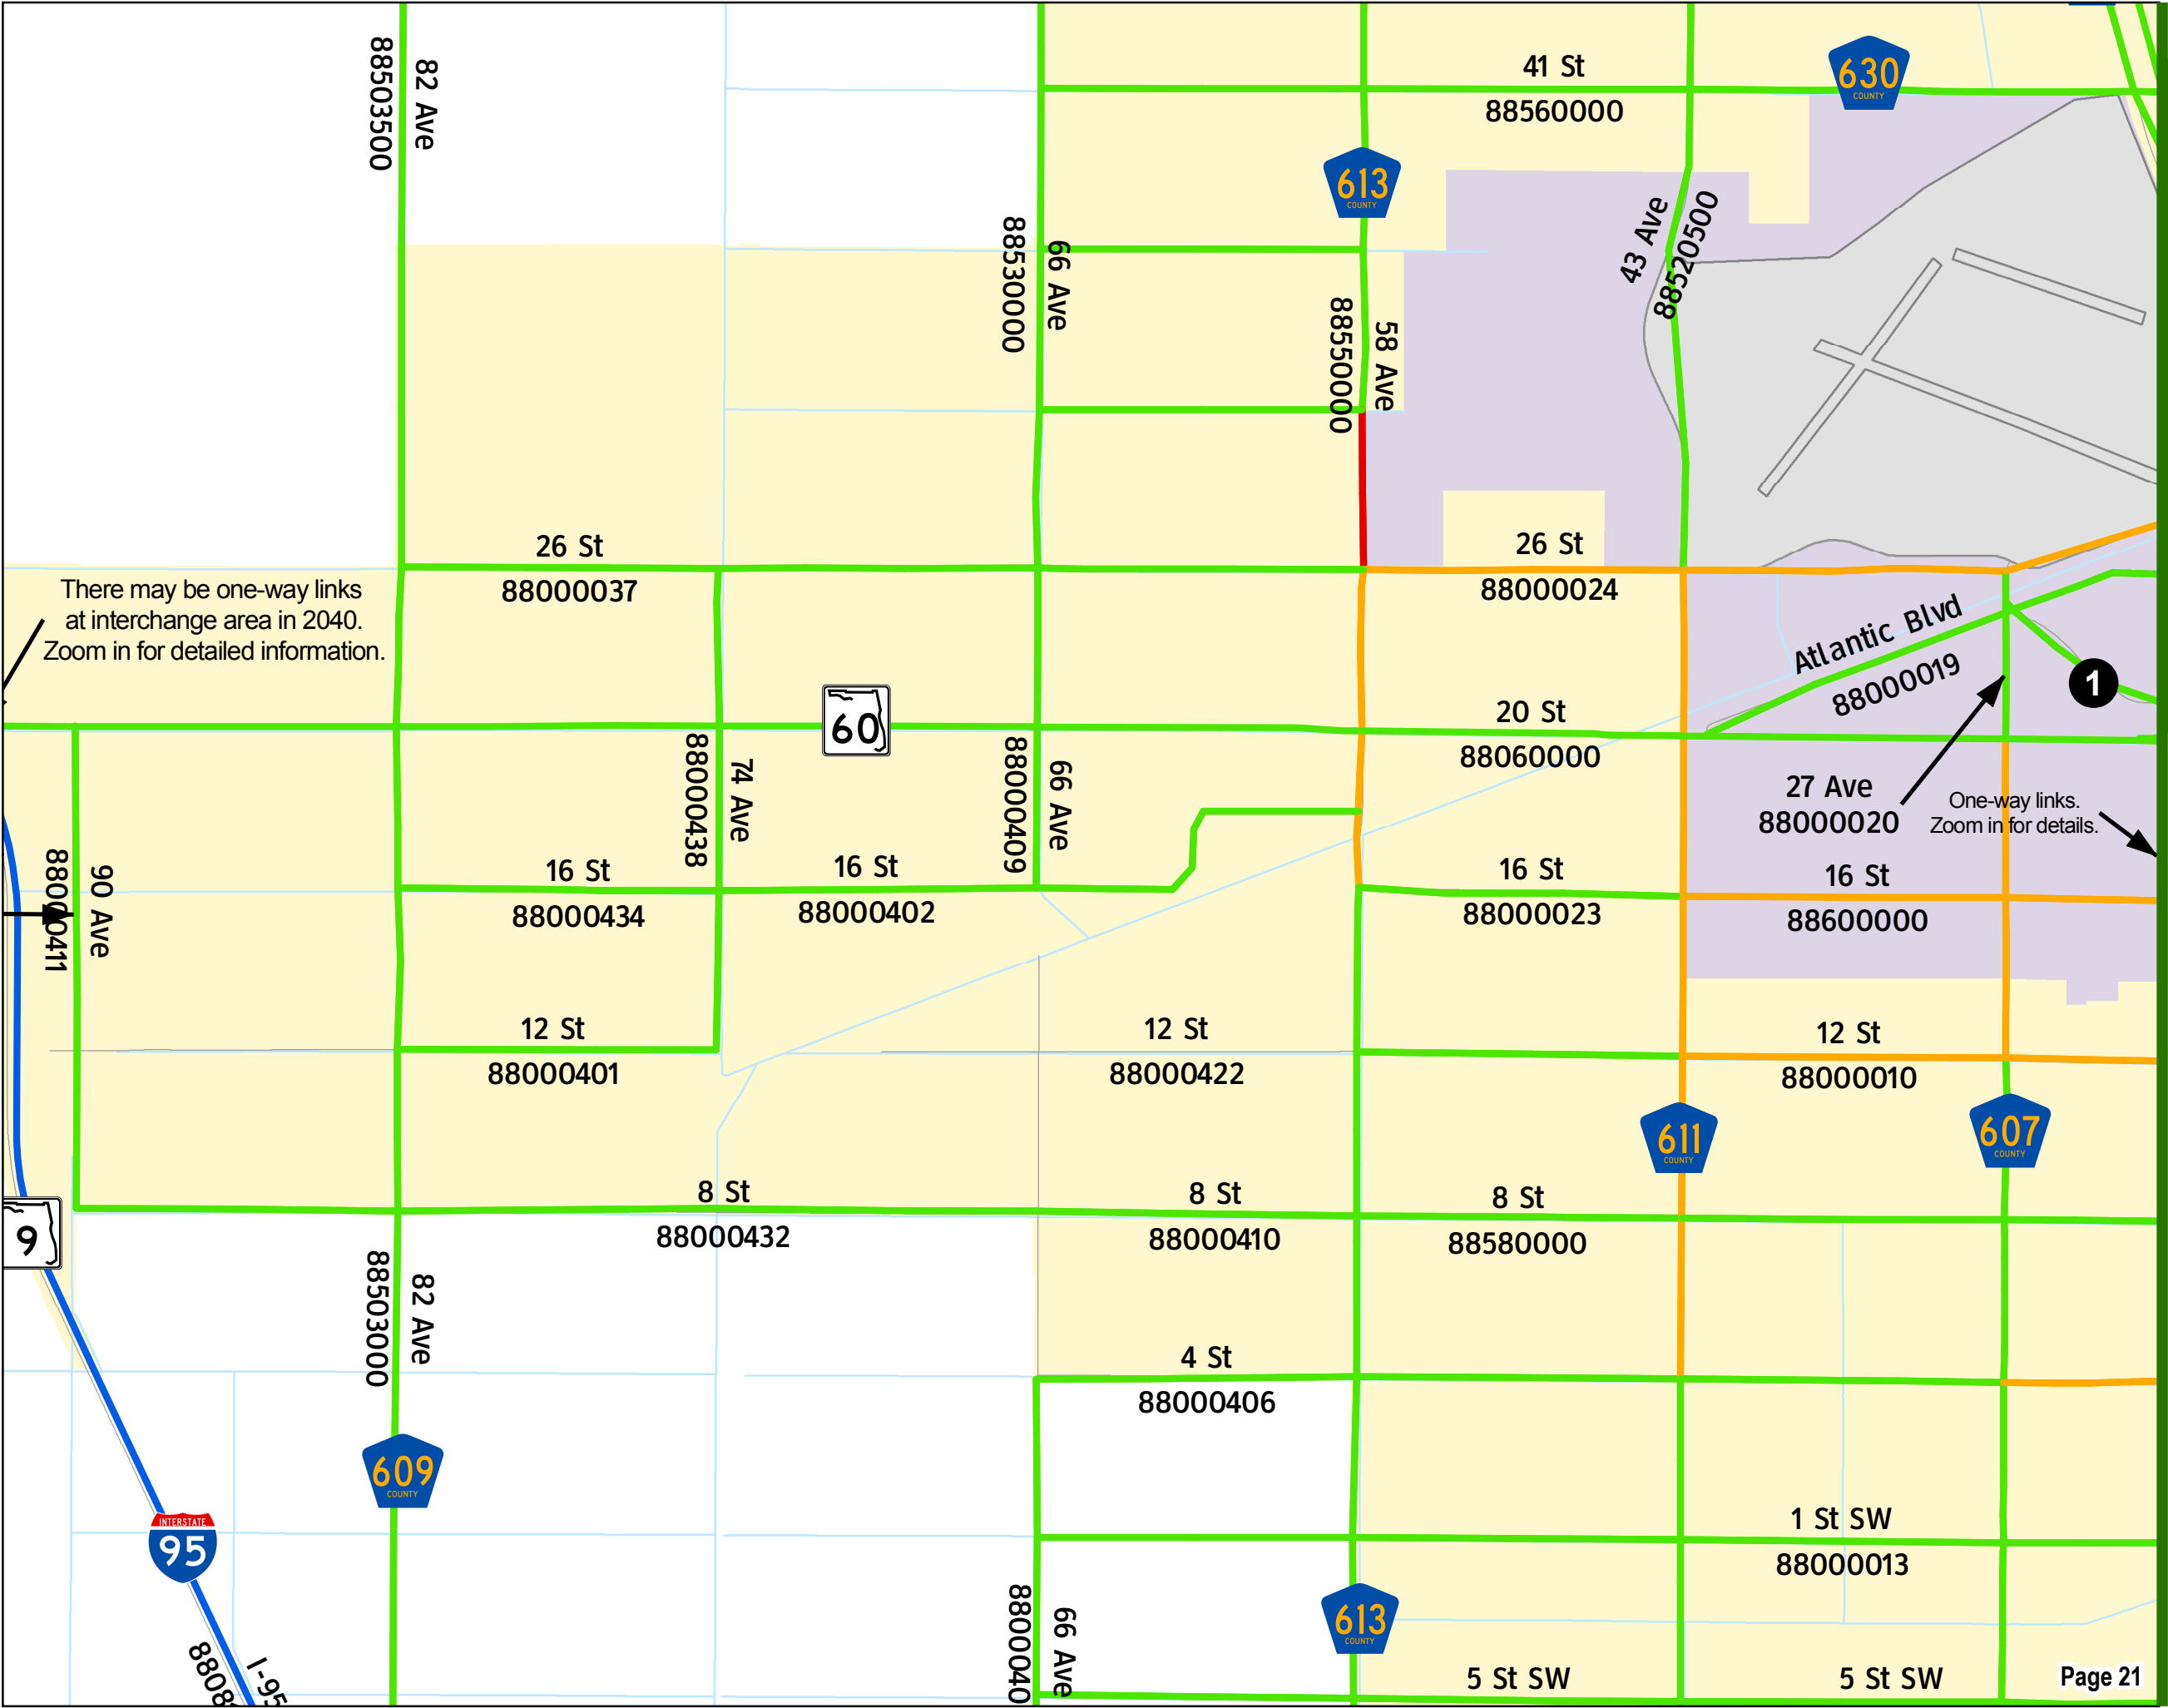 41 St
88560000
630
COUNTY
88503500
82 Ave
613
COUNTY
43 Ave
88520500
88530000
66 Ave
88550000
58 Ave
26 St
88000037
26 St
88000024
There may be one-way links
at interchange area in 2040.
Zoom in for detailed information.
Atlantic Blvd
88000019
1
60
20 St
88060000
88000438
74 Ave
88000409
66 Ave
27 Ave
88000020
One-way links.
Zoom in for details.
88000411
90 Ave
16 St
88000434
16 St
88000402
16 St
88000023
16 St
88600000
12 St
88000401
12 St
88000422
12 St
88000010
611
COUNTY
607
COUNTY
9
8 St
88000432
8 St
88000410
8 St
88580000
88503000
82 Ave
4 St
88000406
609
COUNTY
INTERSTATE
95
1 St SW
88000013
8800040
66 Ave
613
COUNTY
I-95
8808
5 St SW
5 St SW
Page 21